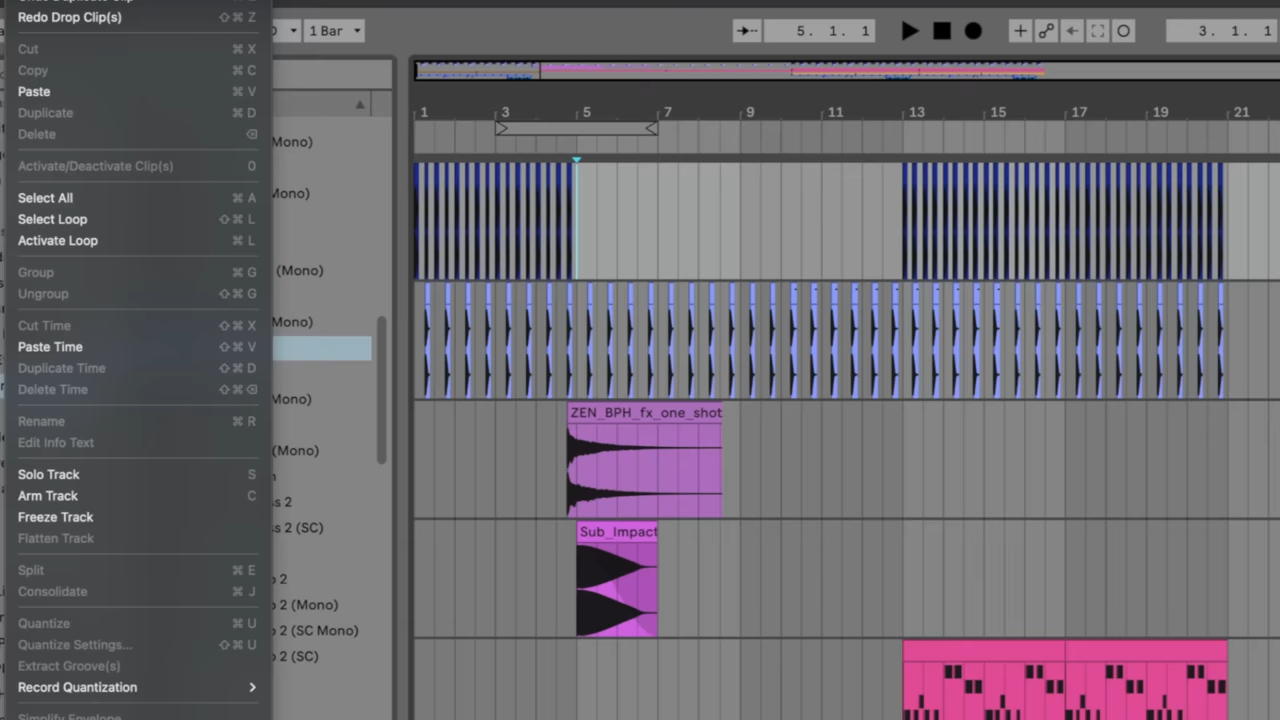 Undo Duplicate Clip
Redo Drop Clip(s) ⇧⌘ Z
1 Bar
5. 1. 1
3. 1. 1
Cut ⌘ X
Copy ⌘ C
Paste ⌘ V
Duplicate ⌘ D
Delete ⌫
Activate/Deactivate Clip(s) 0
Select All ⌘ A
Select Loop ⇧⌘ L
Activate Loop ⌘ L
Group ⌘ G
Ungroup ⇧⌘ G
Cut Time ⇧⌘ X
Paste Time ⇧⌘ V
Duplicate Time ⇧⌘ D
Delete Time ⇧⌘⌫
Rename ⌘ R
Edit Info Text
Solo Track S
Arm Track C
Freeze Track
Flatten Track
Split ⌘ E
Consolidate ⌘ J
Quantize ⌘ U
Quantize Settings... ⇧⌘ U
Extract Groove(s)
Record Quantization
Simplify Envelope
Mono)
Mono)
(Mono)
Mono)
Mono)
(Mono)
s 2
s 2 (SC)
2
2 (Mono)
2 (SC Mono)
2 (SC)
1 3 5 7 9 11 13 15 17 19 21
ZEN_BPH_fx_one_shot
Sub_Impact